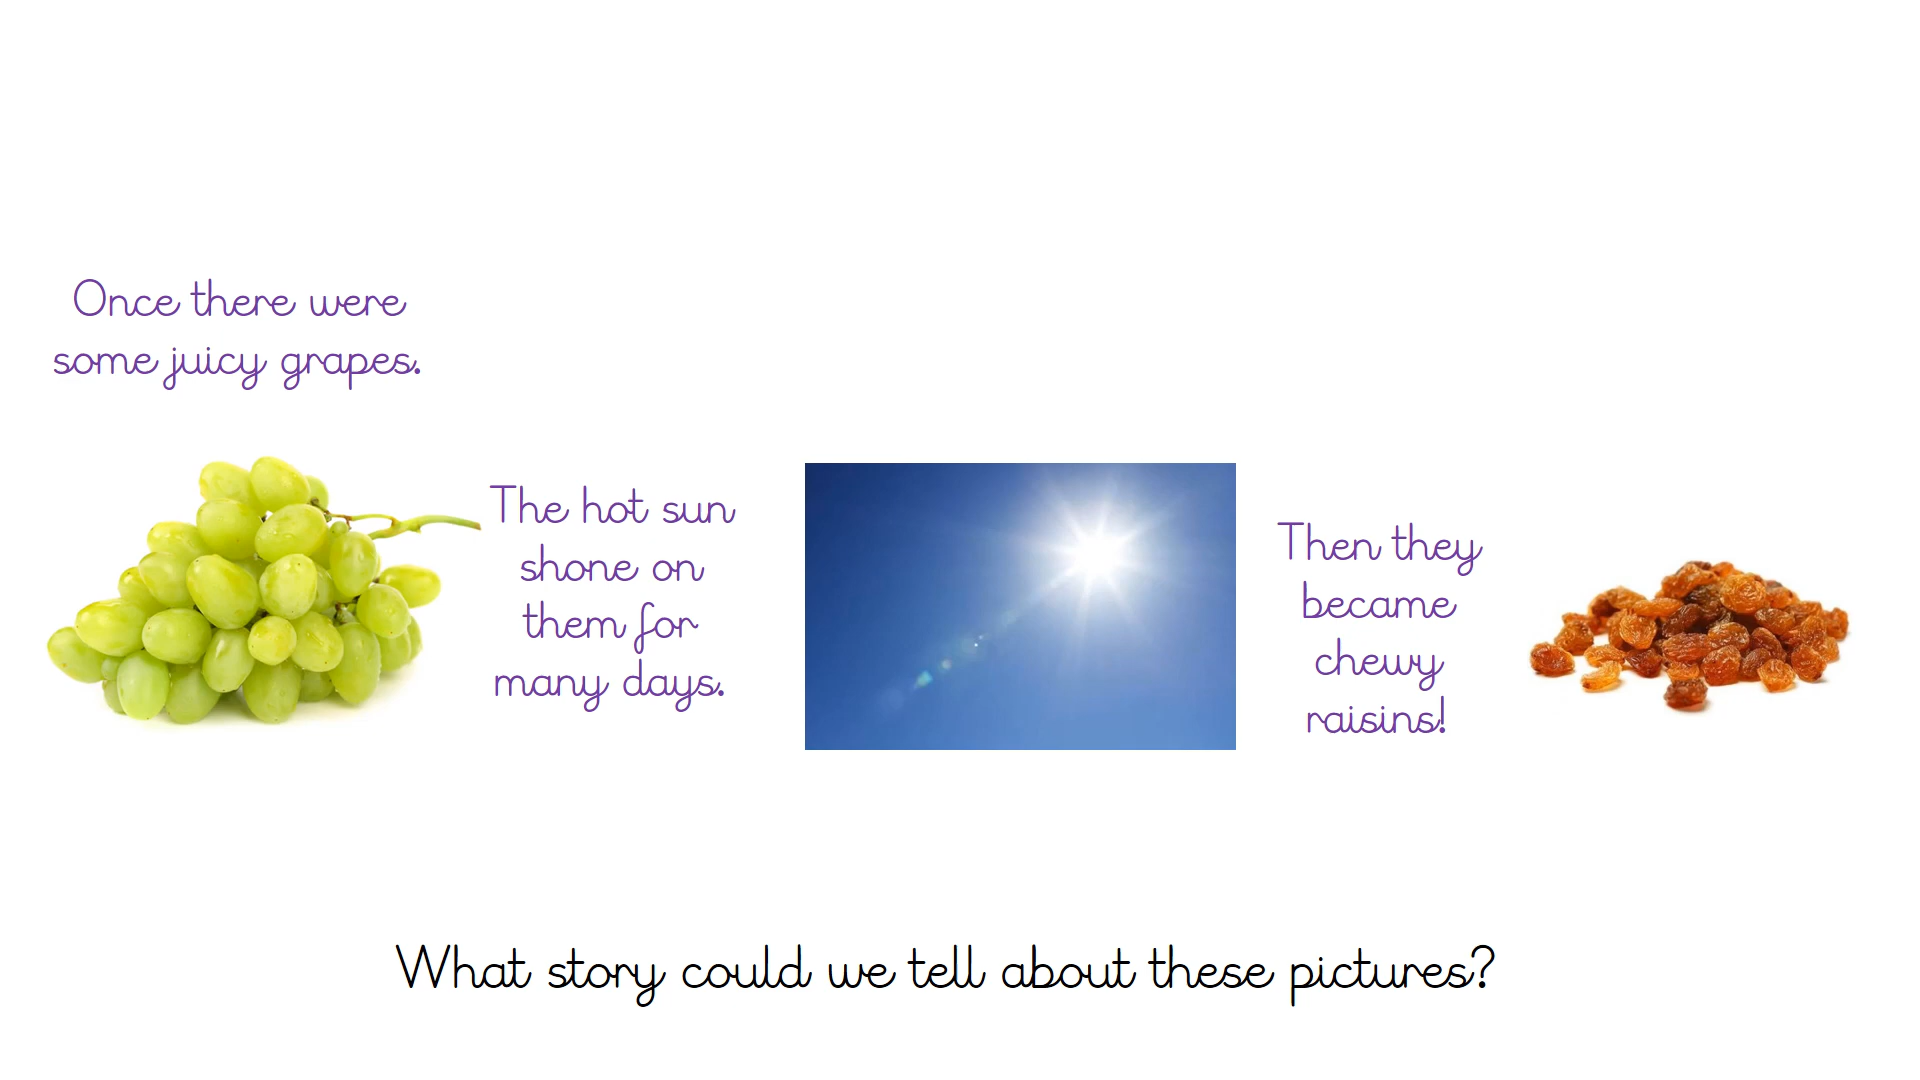 Once there were
some juicy grapes.
The hot sun
shone on
them for
many days.
Then they
became
chewy
raisins!
What story could we tell about these pictures?